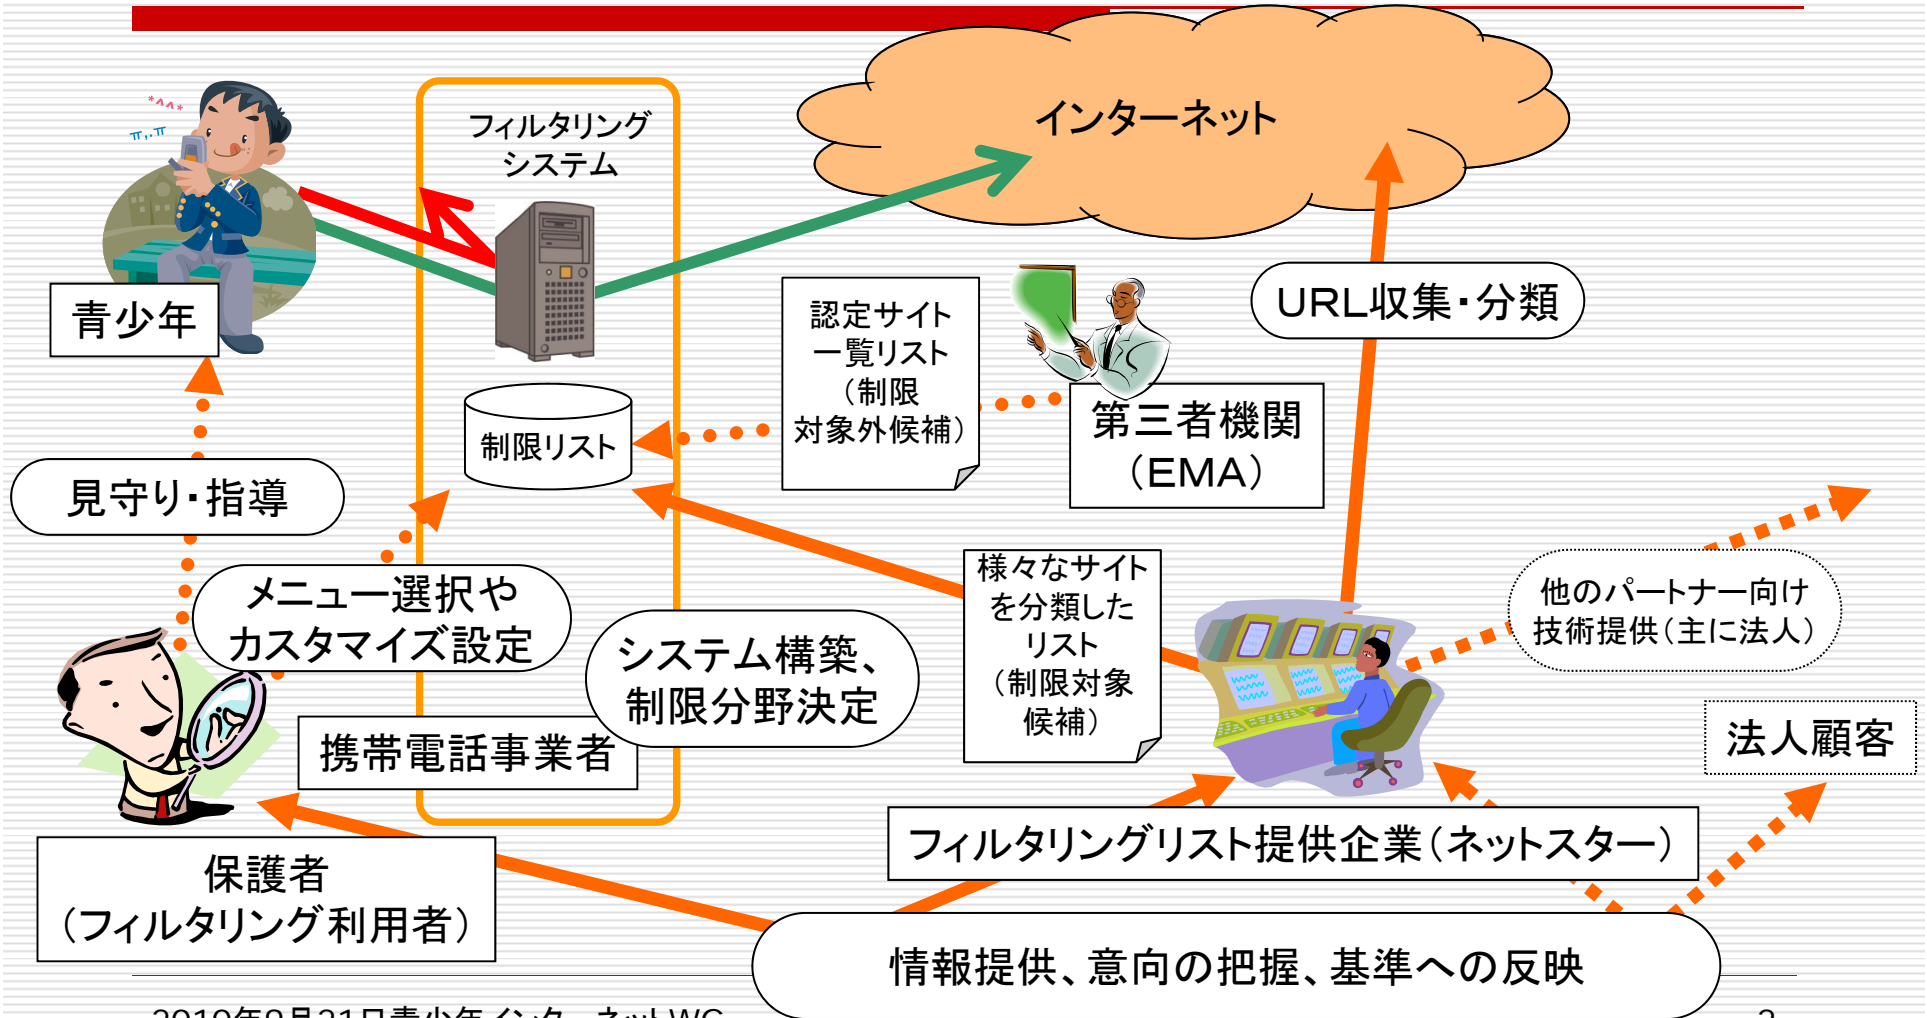 インターネット
*^^*
π,.π
フィルタリング
システム
青少年
URL収集・分類
認定サイト
一覧リスト
（制限
対象外候補）
制限リスト
第三者機関
（EMA）
見守り・指導
メニュー選択や
カスタマイズ設定
システム構築、
制限分野決定
様々なサイト
を分類した
リスト
（制限対象
候補）
他のパートナー向け
技術提供（主に法人）
携帯電話事業者
法人顧客
フィルタリングリスト提供企業（ネットスター）
保護者
（フィルタリング利用者）
情報提供、意向の把握、基準への反映